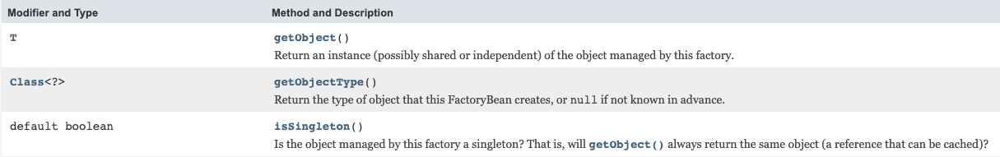 Modifier and Type Method and Description
T getObject()
Return an instance (possibly shared or independent) of the object managed by this factory.
Class<?> getObjectType()
Return the type of object that this FactoryBean creates, or null if not known in advance.
default boolean isSingleton()
Is the object managed by this factory a singleton? That is, will getObject() always return the same object (a reference that can be cached)?